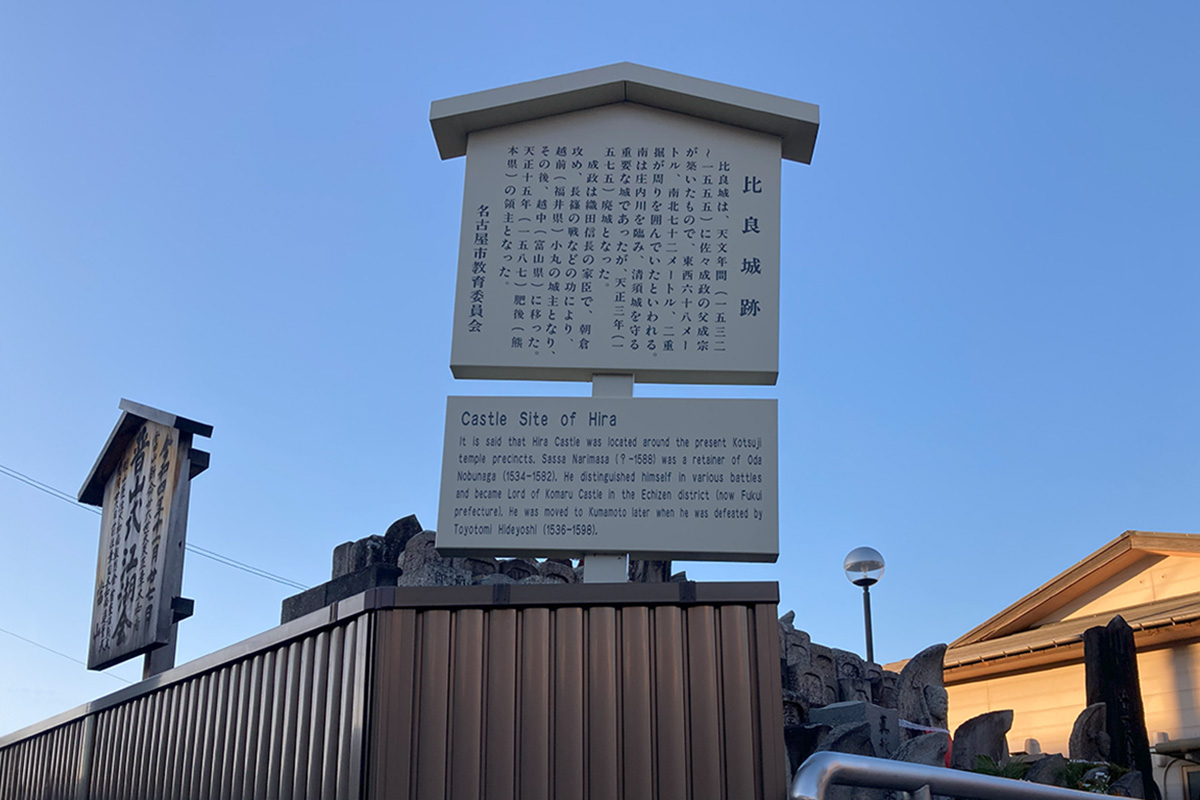 比良城跡
比良城は、天文年間(一五三二
~一五五五)に佐々成政の父成宗
が築いたもので、東西六十八メー
トル、南北七十二メートル、二重
堀が周りを囲んでいたといわれる。
南は庄内川を臨み、清須城を守る
重要な城であったが、天正三年(一
五七五)廃城となった。
成政は織田信長の家臣で、朝倉
攻め、長篠の戦などの功により、
越前(福井県)小丸の城主となり、
その後、越中(富山県)に移った。
天正十五年(一五八七)肥後(熊
本県)の領主となった。
名古屋市教育委員会
Castle Site of Hira
It is said that Hira Castle was located around the present Kotsuji
temple precincts. Sassa Narimasa (?-1588) was a retainer of Oda
Nobunaga (1534-1582). He distinguished himself in various battles
and became Lord of Komaru Castle in the Echizen district (now Fukui
prefecture). He was moved to Kumamoto later when he was defeated by
Toyotomi Hideyoshi (1536-1598).